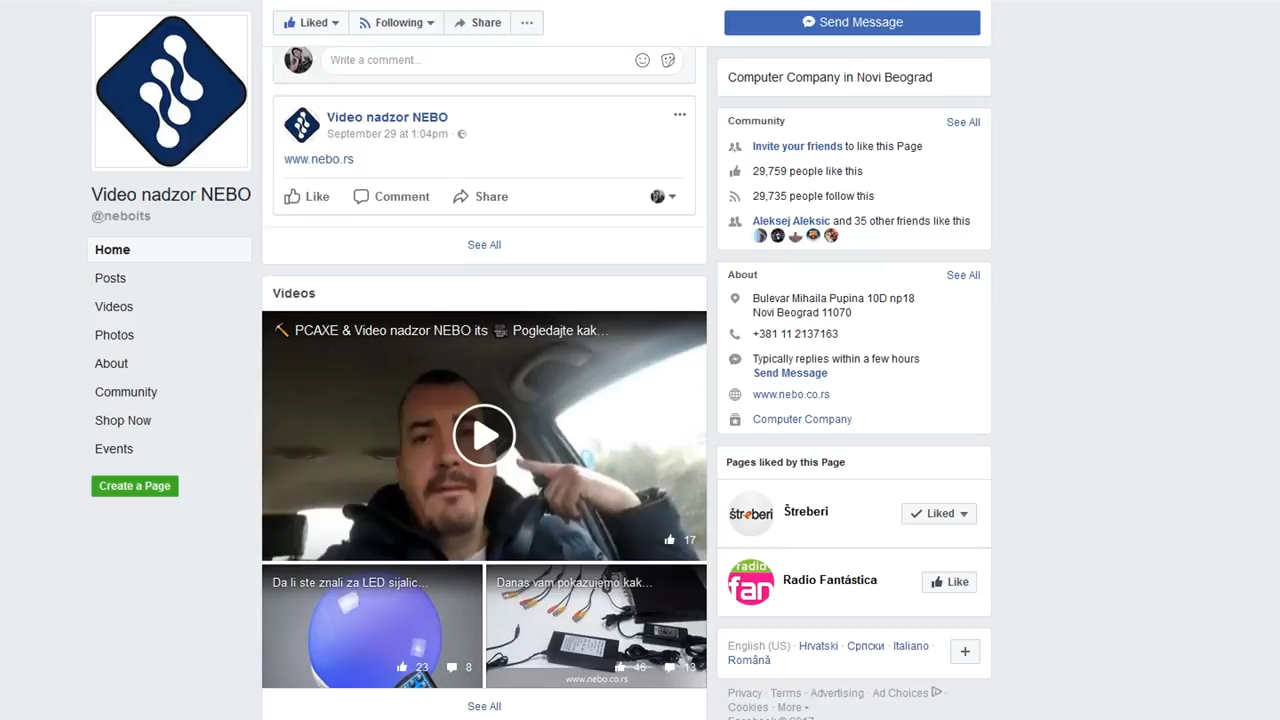 Liked
Following
Share
Send Message
Write a comment...
Video nadzor NEBO
September 29 at 1:04pm ·
www.nebo.rs
Like
Comment
Share
See All
Video nadzor NEBO
@neboits
Home
Posts
Videos
Photos
About
Community
Shop Now
Events
Create a Page
Videos
PCAXE & Video nadzor NEBO its Pogledajte kak...
17
Da li ste znali za LED sijalic...
23 8
Danas vam pokazujemo kak...
46 13
www.nebo.co.rs
See All
Computer Company in Novi Beograd
Community
See All
Invite your friends to like this Page
29,759 people like this
29,735 people follow this
Aleksej Aleksic and 35 other friends like this
About
See All
Bulevar Mihaila Pupina 10D np18
Novi Beograd 11070
+381 11 2137163
Typically replies within a few hours
Send Message
www.nebo.co.rs
Computer Company
Pages liked by this Page
štreberi
Štreberi
Liked
radio
fan
Radio Fantástica
Like
English (US) · Hrvatski · Српски · Italiano ·
Română
Privacy · Terms · Advertising · Ad Choices ·
Cookies · More
Facebook © 2017